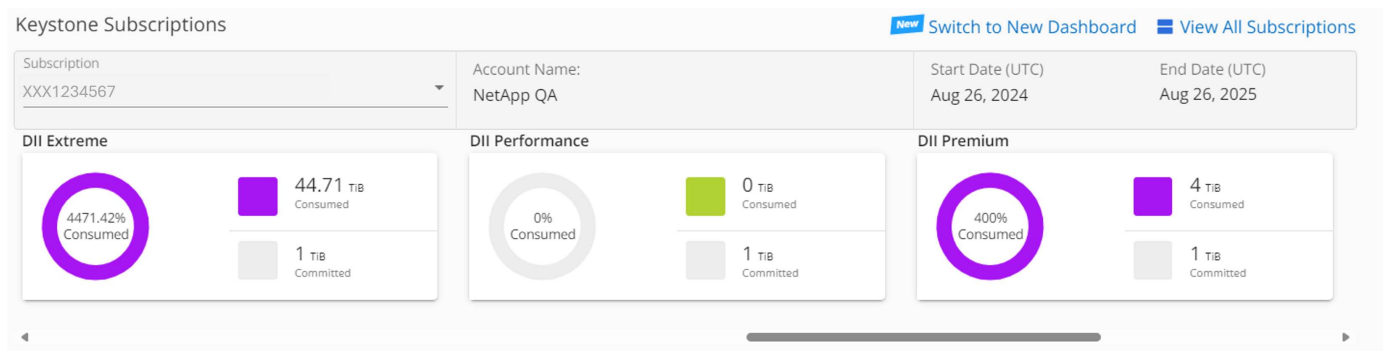 Keystone Subscriptions
New Switch to New Dashboard
View All Subscriptions
Subscription
XXX1234567
Account Name:
NetApp QA
Start Date (UTC)
Aug 26, 2024
End Date (UTC)
Aug 26, 2025
DII Extreme
4471.42%
Consumed
44.71 TiB
Consumed
1 TiB
Committed
DII Performance
0%
Consumed
0 TiB
Consumed
1 TiB
Committed
DII Premium
400%
Consumed
4 TiB
Consumed
1 TiB
Committed